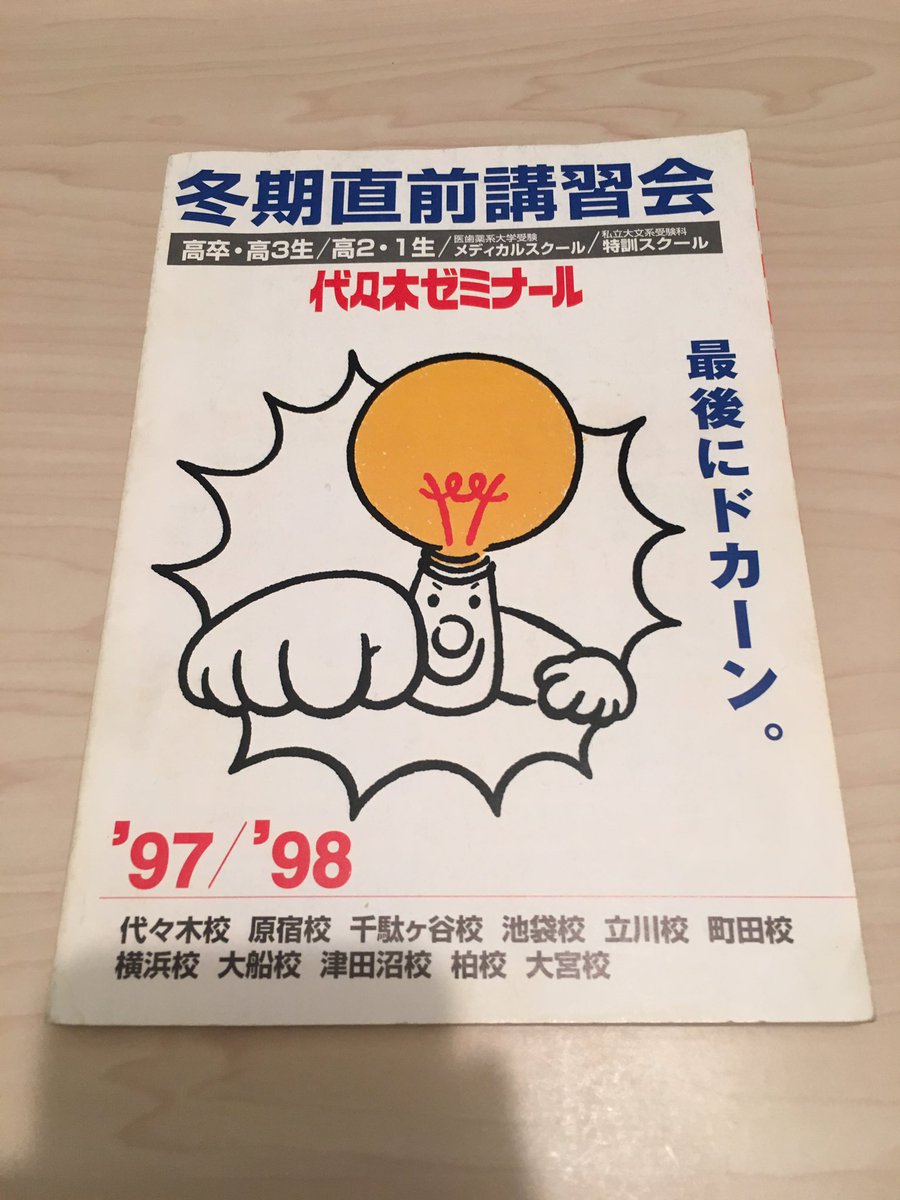 冬期直前講習会
高卒・高3生/高2・1生/医歯薬系大学受験メディカルスクール/私立大文系受験科特訓スクール
代々木ゼミナール
最後にドカーン。
’97/’98
代々木校 原宿校 千駄ヶ谷校 池袋校 立川校 町田校
横浜校 大船校 津田沼校 柏校 大宮校